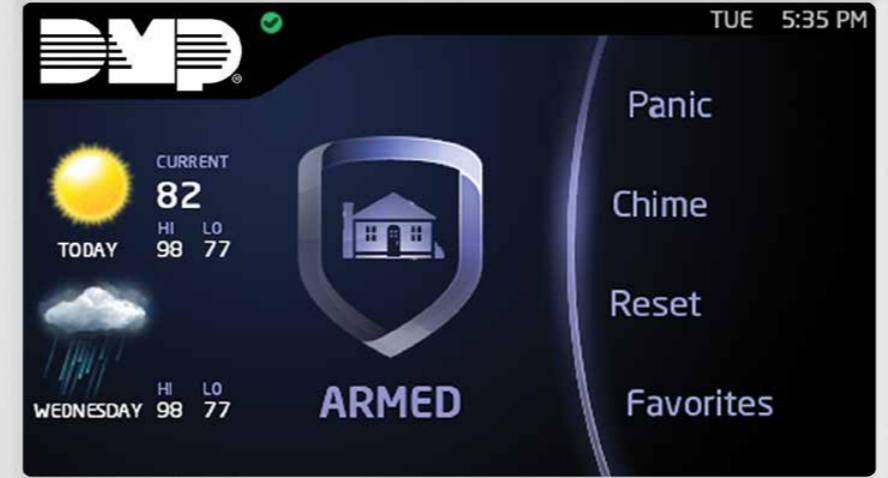 DMP®
TUE 5:35 PM
CURRENT
82
HI LO
98 77
TODAY
HI LO
98 77
WEDNESDAY
ARMED
Panic
Chime
Reset
Favorites